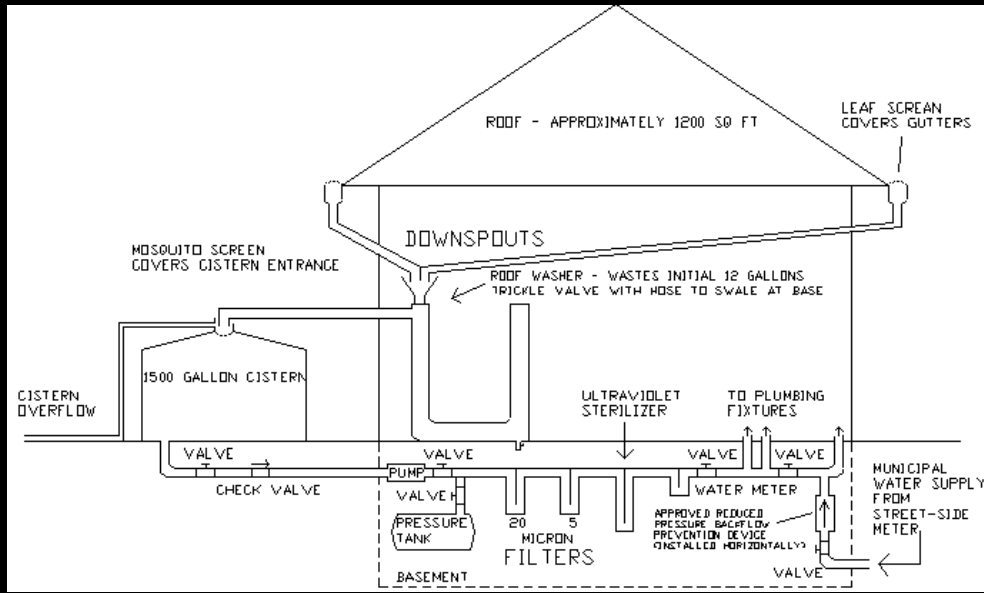 ROOF - APPROXIMATELY 1200 SQ FT
LEAF SCREAN
COVERS GUTTERS
DOWNSPOUTS
MOSQUITO SCREEN
COVERS CISTERN ENTRANCE
ROOF WASHER - WASTES INITIAL 12 GALLONS
TRICKLE VALVE WITH HOSE TO SWALE AT BASE
1500 GALLON CISTERN
CISTERN
OVERFLOW
ULTRAVIOLET
STERILIZER
TO PLUMBING
FIXTURES
VALVE
VALVE
VALVE
VALVE
PUMP
CHECK VALVE
VALVE
WATER METER
MUNICIPAL
WATER SUPPLY
FROM
STREET-SIDE
METER
PRESSURE
TANK
20
5
MICRON
FILTERS
APPROVED REDUCED
PRESSURE BACKFLOW
PREVENTION DEVICE
(INSTALLED HORIZONTALLY)
VALVE
BASEMENT